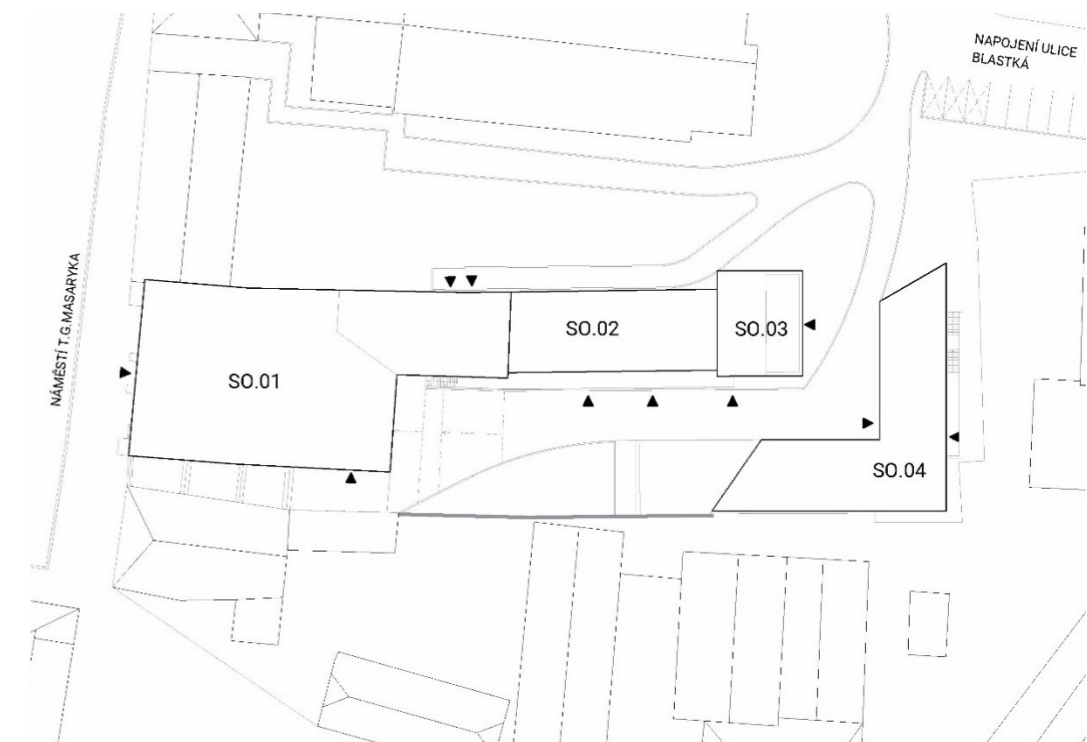 NAPOJENÍ ULICE
BLASTKÁ
NÁMĚSTÍ T.G.MASARYKA
SO.01
SO.02
SO.03
SO.04